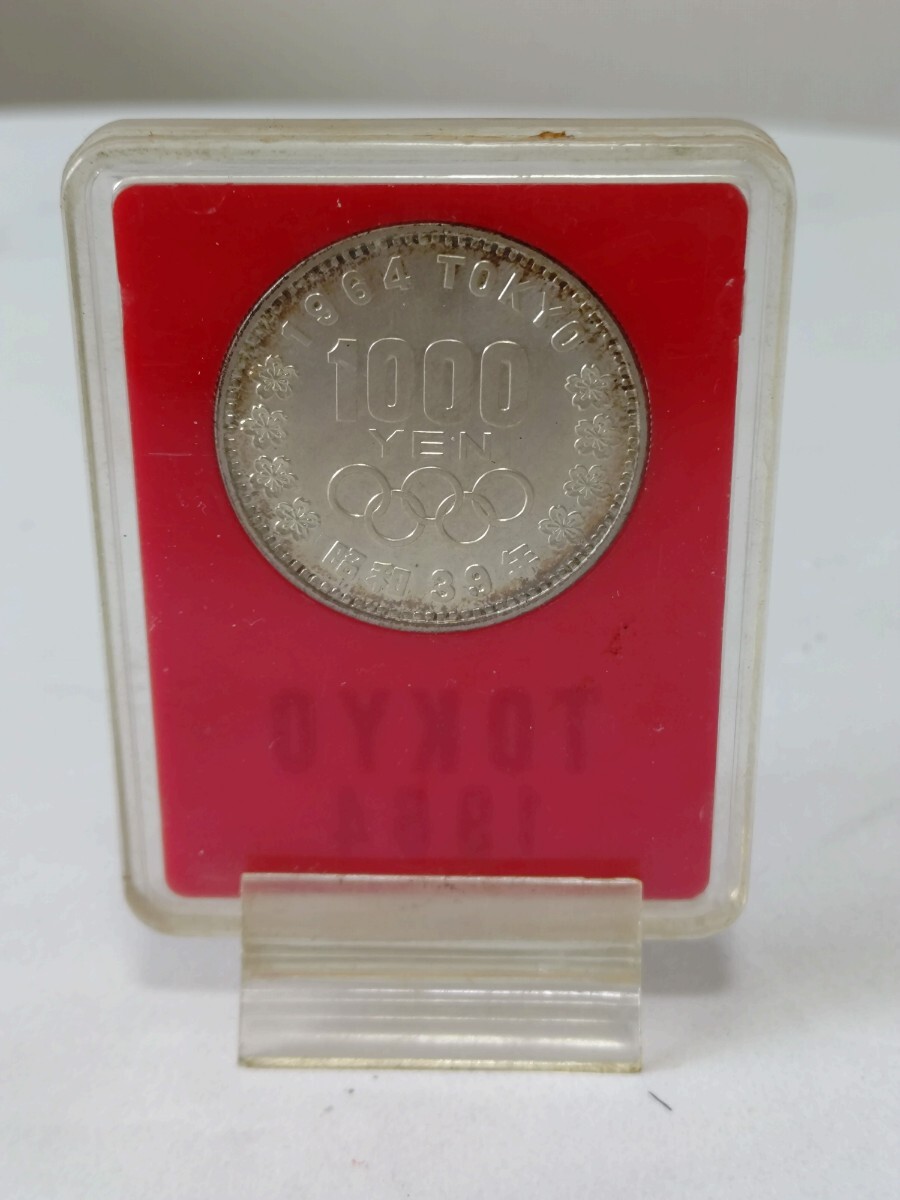 1964 TOKYO
1000
YEN
昭和39年
TOKYO
1964